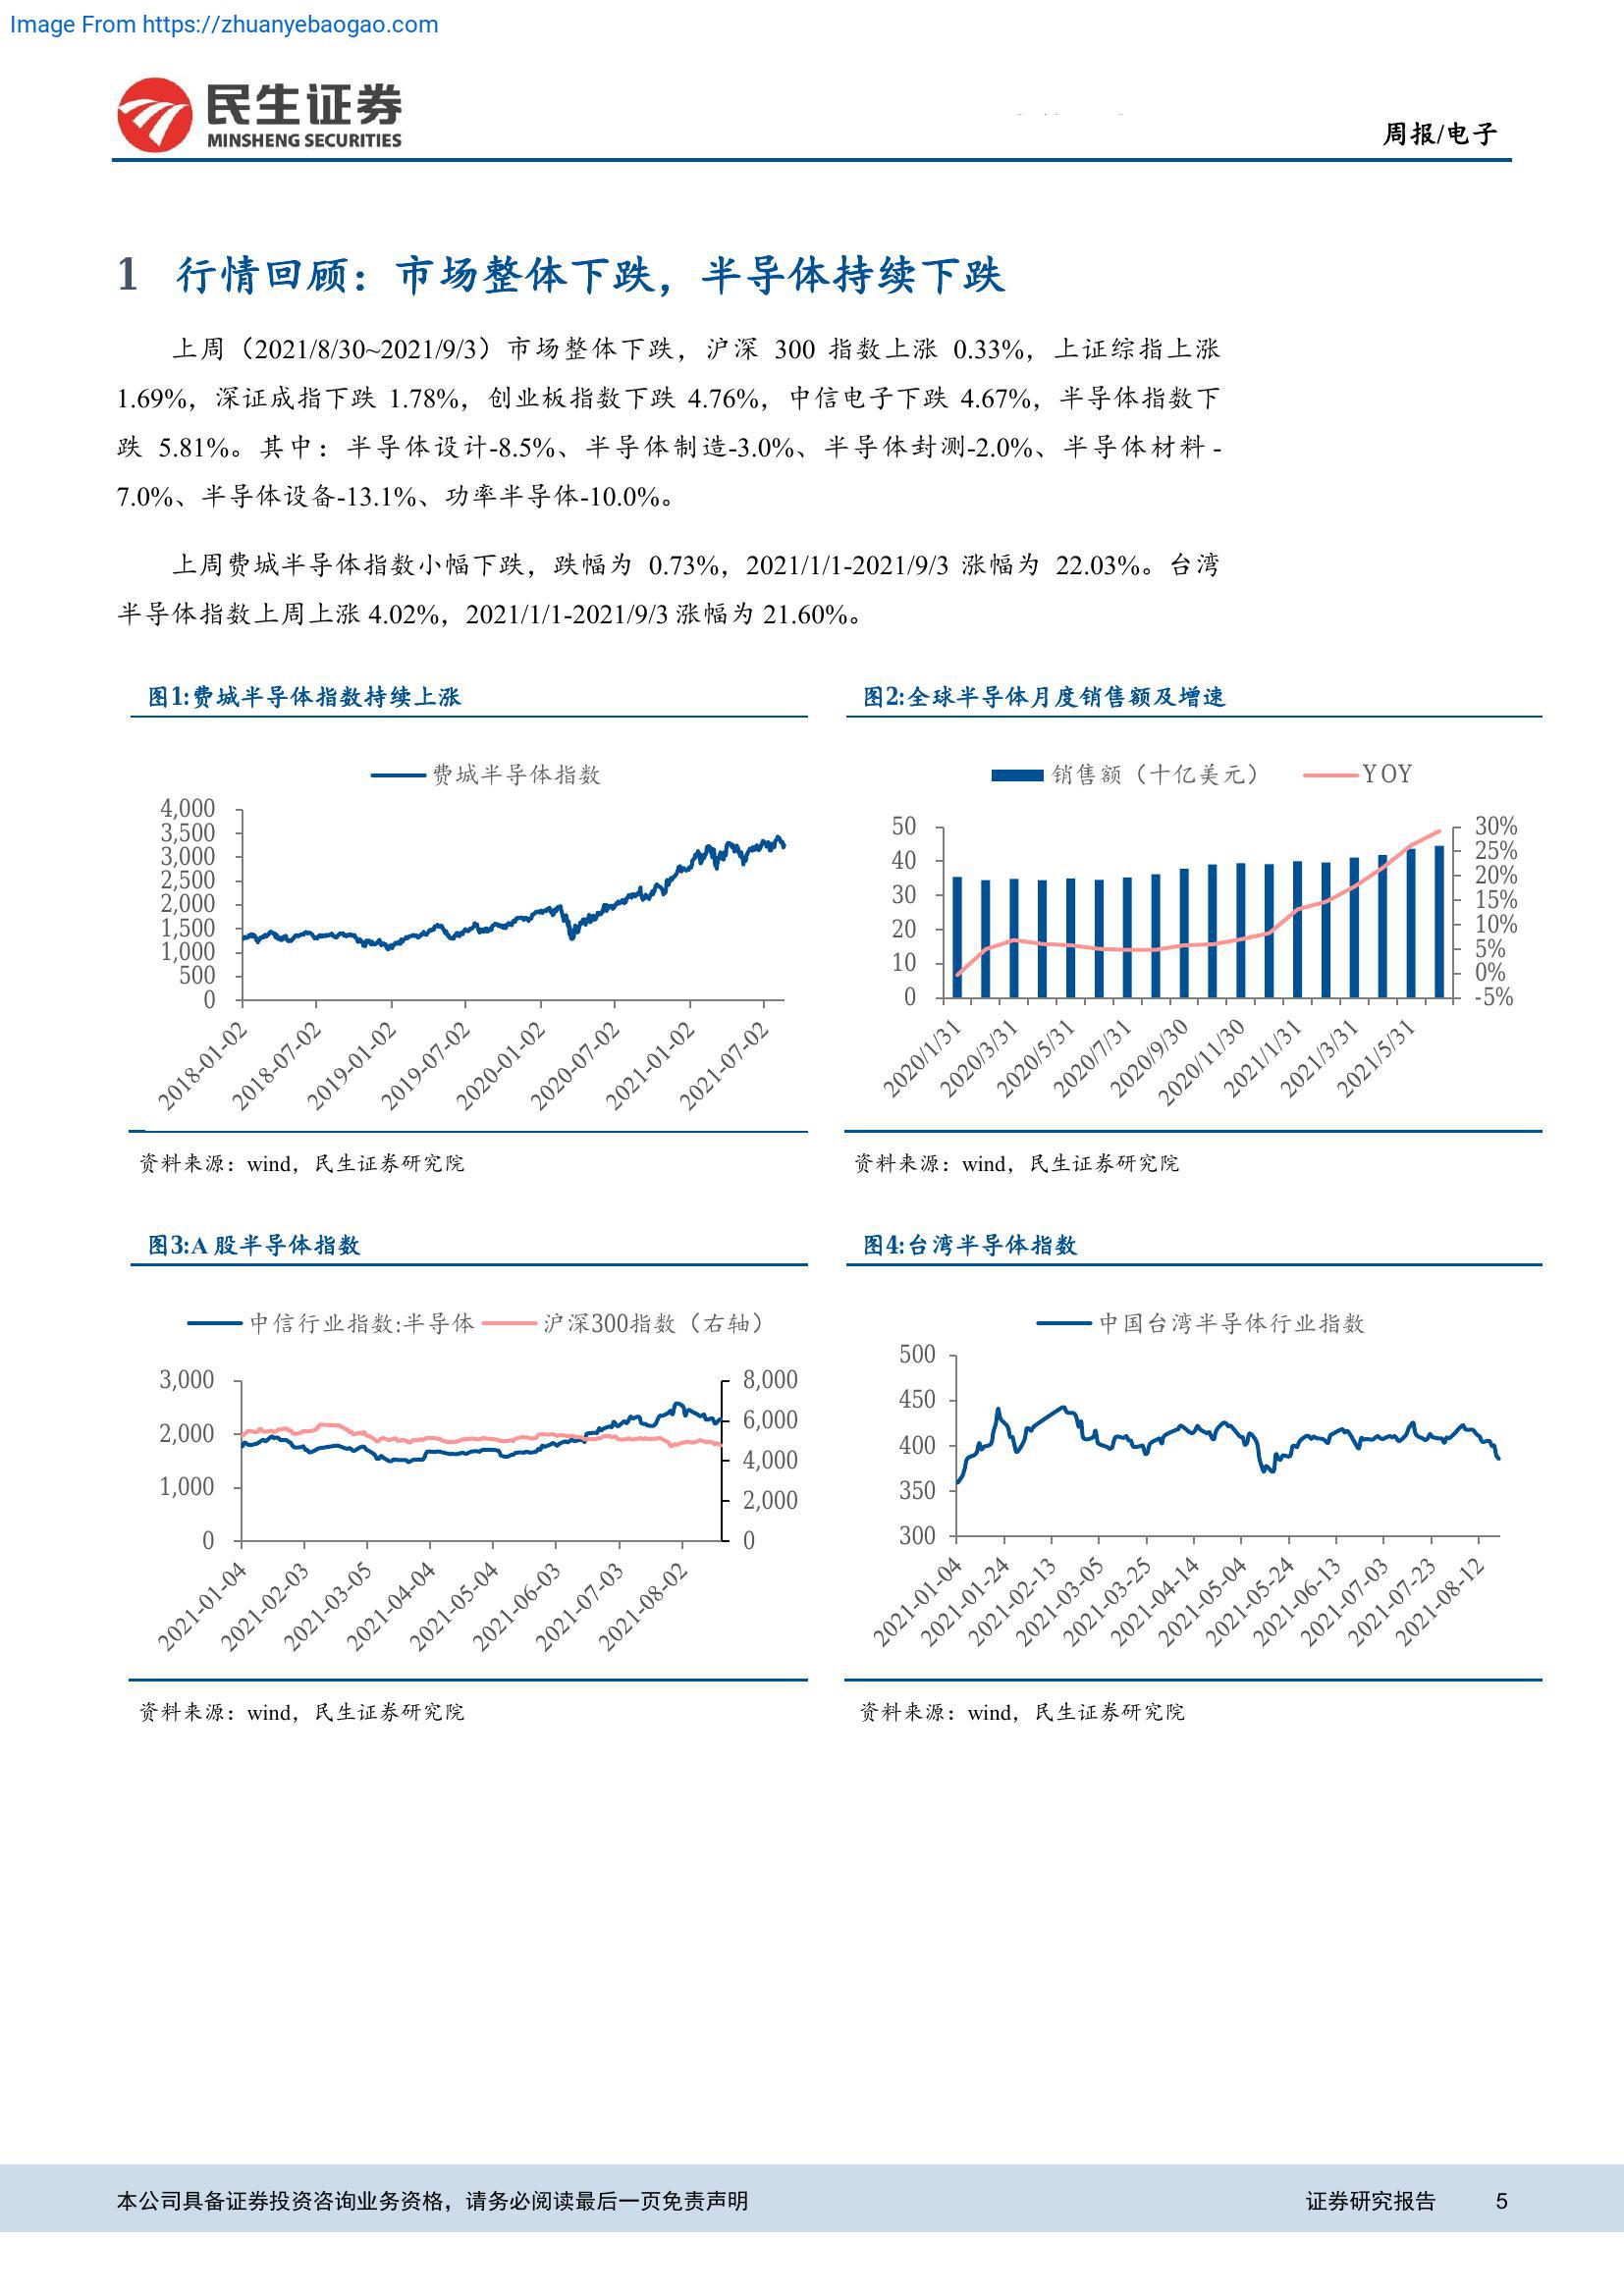 Image From https://zhuanyebaogao.com
民生证券
MINSHENG SECURITIES
周报/电子
1 行情回顾：市场整体下跌，半导体持续下跌
上周（2021/8/30~2021/9/3）市场整体下跌，沪深 300 指数上涨 0.33%，上证综指上涨
1.69%，深证成指下跌 1.78%，创业板指数下跌 4.76%，中信电子下跌 4.67%，半导体指数下
跌 5.81%。其中：半导体设计-8.5%、半导体制造-3.0%、半导体封测-2.0%、半导体材料-
7.0%、半导体设备-13.1%、功率半导体-10.0%。
上周费城半导体指数小幅下跌，跌幅为 0.73%，2021/1/1-2021/9/3 涨幅为 22.03%。台湾
半导体指数上周上涨 4.02%，2021/1/1-2021/9/3 涨幅为 21.60%。
图1:费城半导体指数持续上涨
费城半导体指数
4,000
3,500
3,000
2,500
2,000
1,500
1,000
500
0
2018-01-02
2018-07-02
2019-01-02
2019-07-02
2020-01-02
2020-07-02
2021-01-02
2021-07-02
资料来源：wind，民生证券研究院
图2:全球半导体月度销售额及增速
销售额（十亿美元） YOY
50
40
30
20
10
0
30%
25%
20%
15%
10%
5%
0%
-5%
2020/1/31
2020/3/31
2020/5/31
2020/7/31
2020/9/30
2020/11/30
2021/1/31
2021/3/31
2021/5/31
资料来源：wind，民生证券研究院
图3:A 股半导体指数
中信行业指数:半导体 沪深300指数（右轴）
3,000
2,000
1,000
0
8,000
6,000
4,000
2,000
0
2021-01-04
2021-02-03
2021-03-05
2021-04-04
2021-05-04
2021-06-03
2021-07-03
2021-08-02
资料来源：wind，民生证券研究院
图4:台湾半导体指数
中国台湾半导体行业指数
500
450
400
350
300
2021-01-04
2021-01-24
2021-02-13
2021-03-05
2021-03-25
2021-04-14
2021-05-04
2021-05-24
2021-06-13
2021-07-03
2021-07-23
2021-08-12
资料来源：wind，民生证券研究院
本公司具备证券投资咨询业务资格，请务必阅读最后一页免责声明
证券研究报告 5